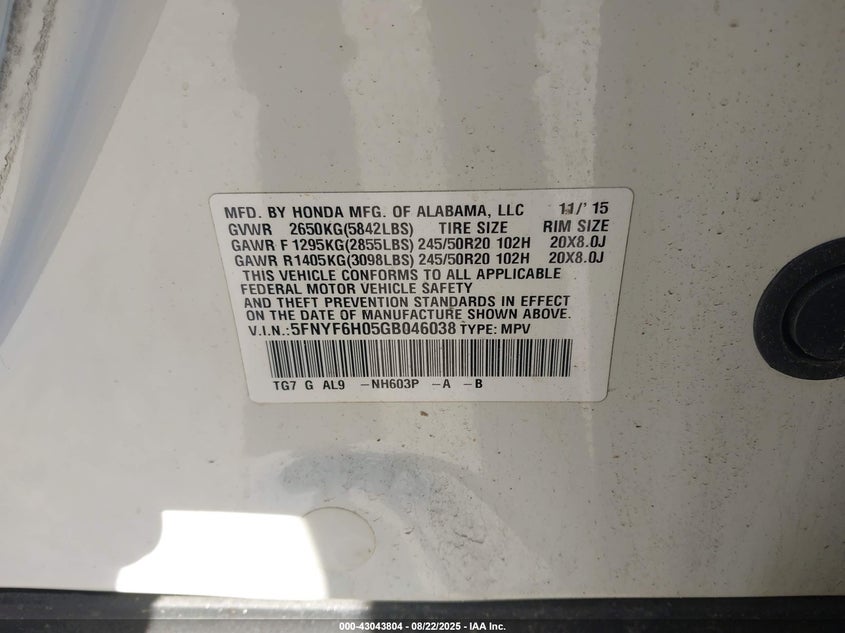 MFD. BY HONDA MFG. OF ALABAMA, LLC 11/' 15
GVWR 2650KG(5842LBS) TIRE SIZE RIM SIZE
GAWR F 1295KG(2855LBS) 245/50R20 102H 20X8.0J
GAWR R1405KG(3098LBS) 245/50R20 102H 20X8.0J
THIS VEHICLE CONFORMS TO ALL APPLICABLE
FEDERAL MOTOR VEHICLE SAFETY
AND THEFT PREVENTION STANDARDS IN EFFECT
ON THE DATE OF MANUFACTURE SHOWN ABOVE.
V.I.N.:5FNYF6H05GB046038 TYPE: MPV
TG7 G AL9 -NH603P -A -B
000-43043804 - 08/22/2025 - IAA Inc.